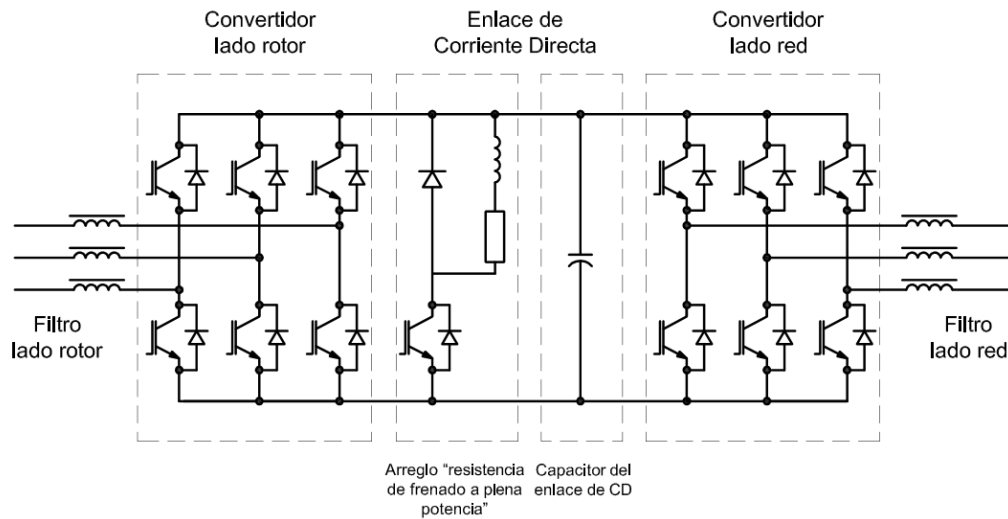 Convertidor
lado rotor
Enlace de
Corriente Directa
Convertidor
lado red
Filtro
lado rotor
Filtro
lado red
Arreglo “resistencia
de frenado a plena
potencia”
Capacitor del
enlace de CD